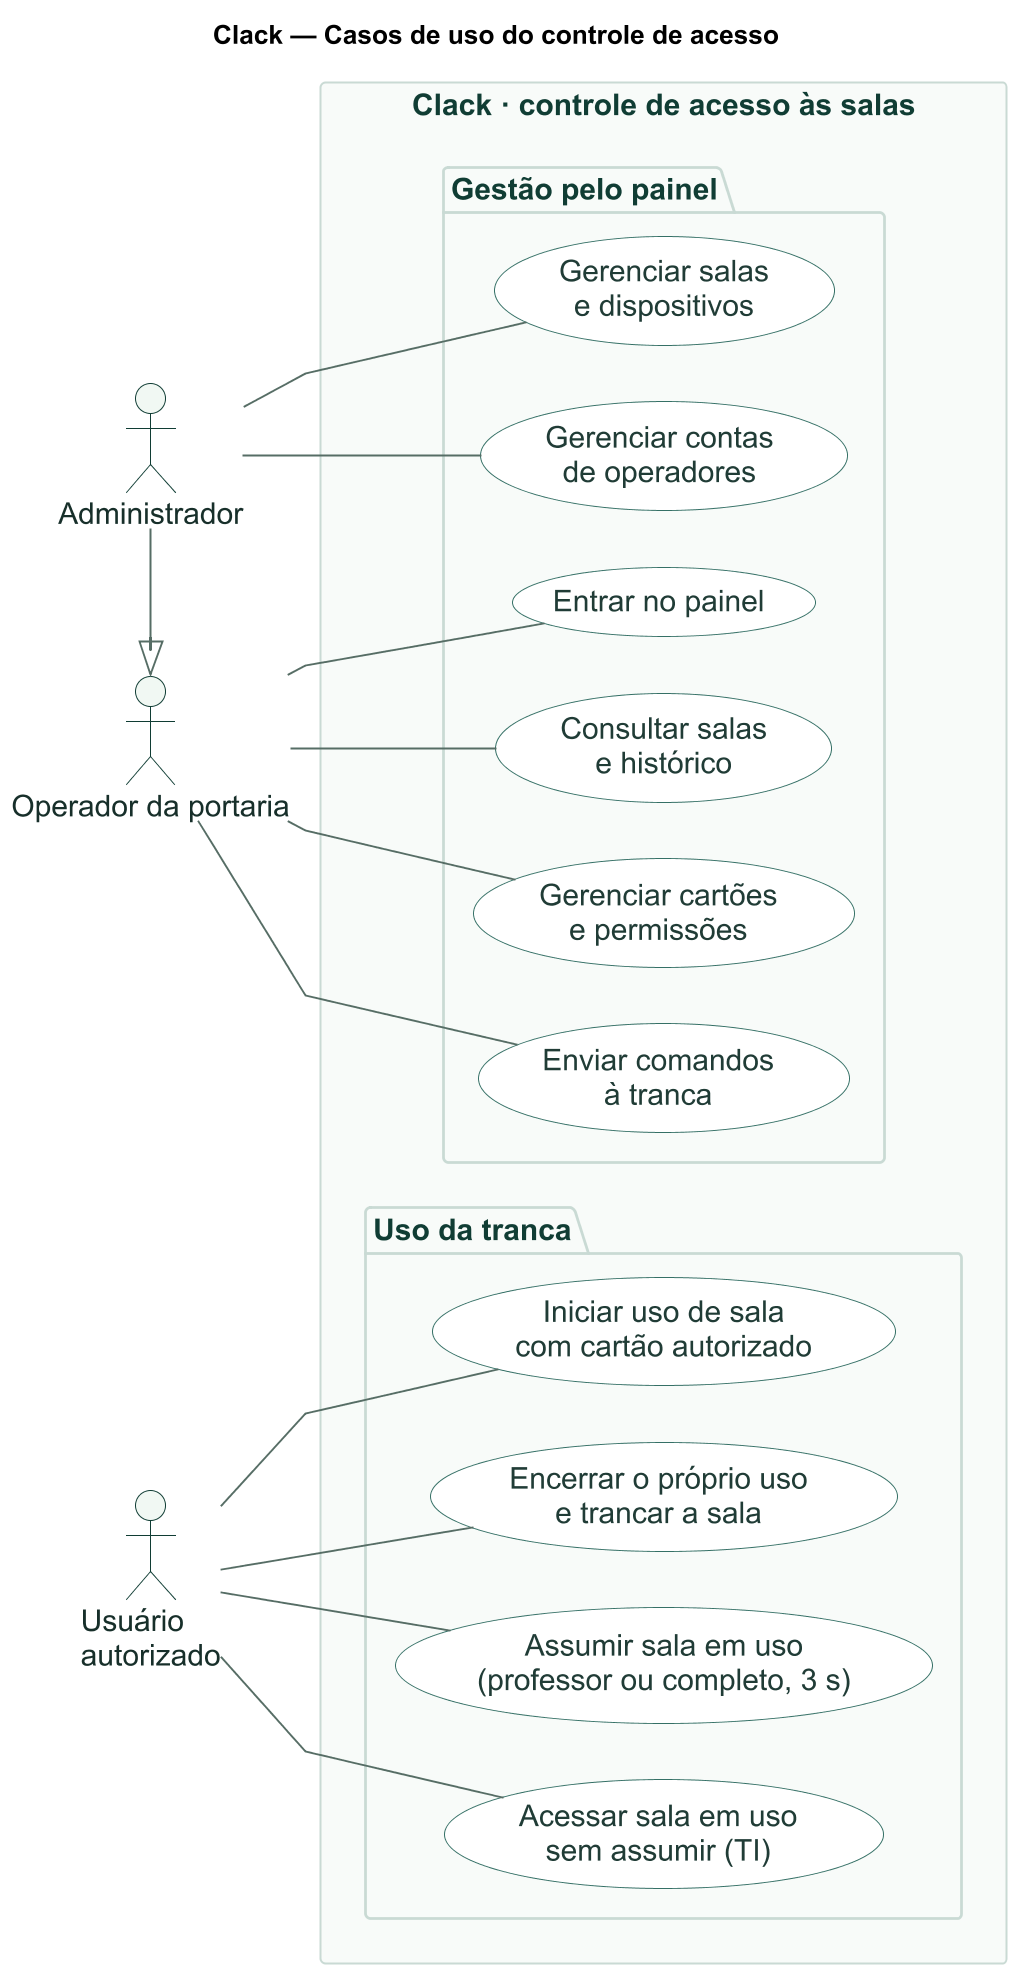 Clack — Casos de uso do controle de acesso
Clack · controle de acesso às salas
Gestão pelo painel
Gerenciar salas
e dispositivos
Gerenciar contas
de operadores
Administrador
Entrar no painel
Consultar salas
e histórico
Operador da portaria
Gerenciar cartões
e permissões
Enviar comandos
à tranca
Uso da tranca
Iniciar uso de sala
com cartão autorizado
Encerrar o próprio uso
e trancar a sala
Usuário
autorizado
Assumir sala em uso
(professor ou completo, 3 s)
Acessar sala em uso
sem assumir (TI)